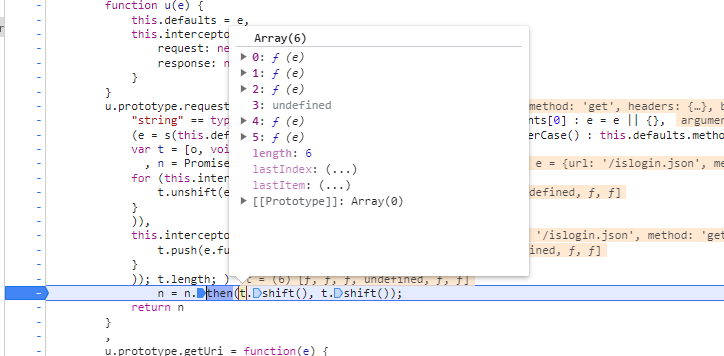 function u(e) {
this.defaults = e,
this.intercepto
request: ne
response: n
}
}
u.prototype.request
method: 'get', headers: {…}, b
"string" == typ
nts[0] : e = e || {},
argume
(e = s(this.def
erCase() : this.defaults.metho
var t = [o, voi
, n = Promise
e = {url: '/islogin.json', me
for (this.inter
t.unshift(e
defined, ƒ, ƒ]
}
)),
this.intercepto
'/islogin.json', method: 'get
t.push(e.fu
ined, ƒ, ƒ]
}
)); t.length; )
t = (6) [ƒ, ƒ, ƒ, undefined, ƒ, ƒ]
n = n.then(t.shift(), t.shift());
return n
}
,
u.prototype.getUri = function(e) {
Array(6)
0: ƒ (e)
1: ƒ (e)
2: ƒ (e)
3: undefined
4: ƒ (e)
5: ƒ (e)
length: 6
lastIndex: (...)
lastItem: (...)
[[Prototype]]: Array(0)